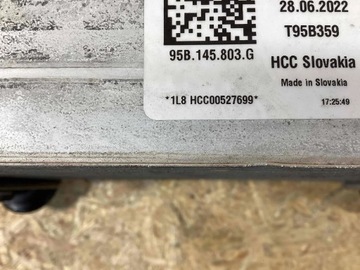 28.06.2022
T95B359
95B.145.803.G
HCC Slovakia
Made in Slovakia
*1L8 HCC00527699*
17:25:49